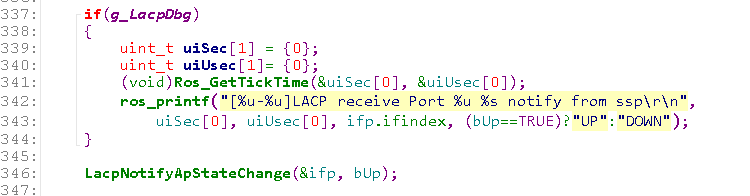 337: if(g_LacpDbg)
338: {
339: uint_t uiSec[1] = {0};
340: uint_t uiUsec[1]= {0};
341: (void)Ros_GetTickTime(&uiSec[0], &uiUsec[0]);
342: ros_printf("[%u-%u]LACP receive Port %u %s notify from ssp\r\n",
343: uiSec[0], uiUsec[0], ifp.ifindex, (bUp==TRUE)?"UP":"DOWN");
344: }
345:
346: LacpNotifyApStateChange(&ifp, bUp);
347: